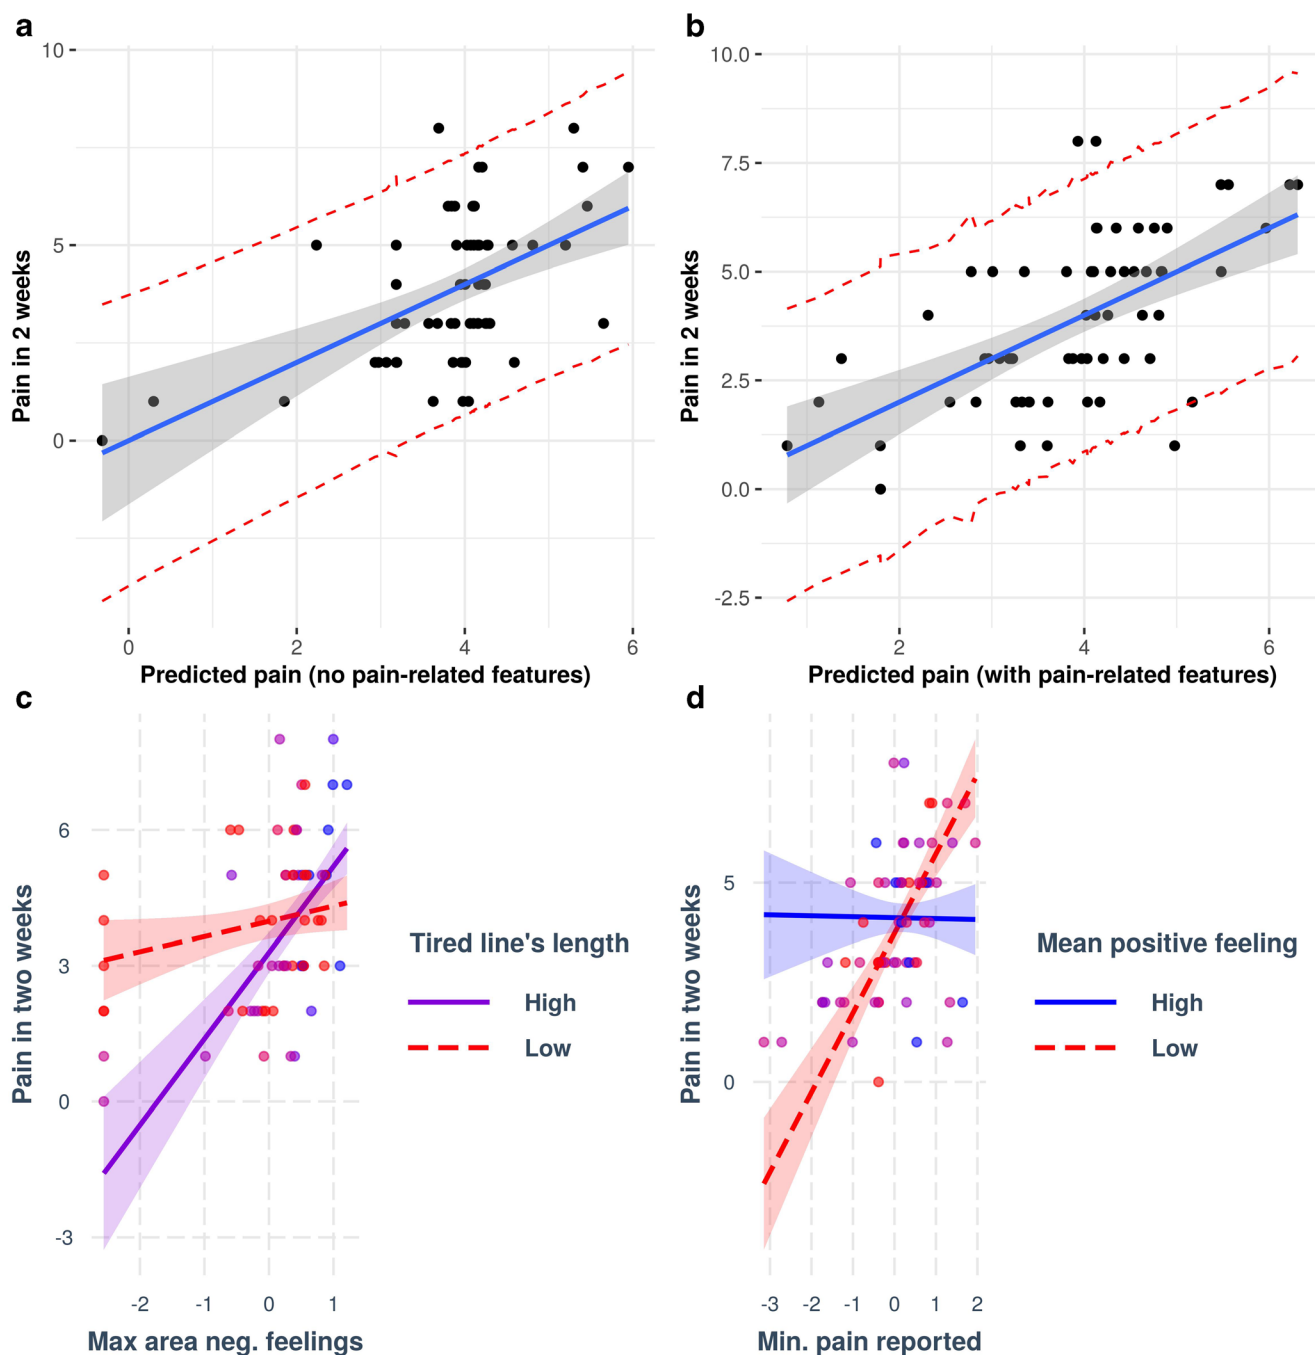 a
10
5
0
0
2
4
6
Pain in 2 weeks
Predicted pain (no pain-related features)
b
10.0
7.5
5.0
2.5
0.0
-2.5
2
4
6
Pain in 2 weeks
Predicted pain (with pain-related features)
c
6
3
0
-3
-2
-1
0
1
Pain in two weeks
Max area neg. feelings
Tired line's length
High
Low
d
5
0
-3
-2
-1
0
1
2
Pain in two weeks
Min. pain reported
Mean positive feeling
High
Low